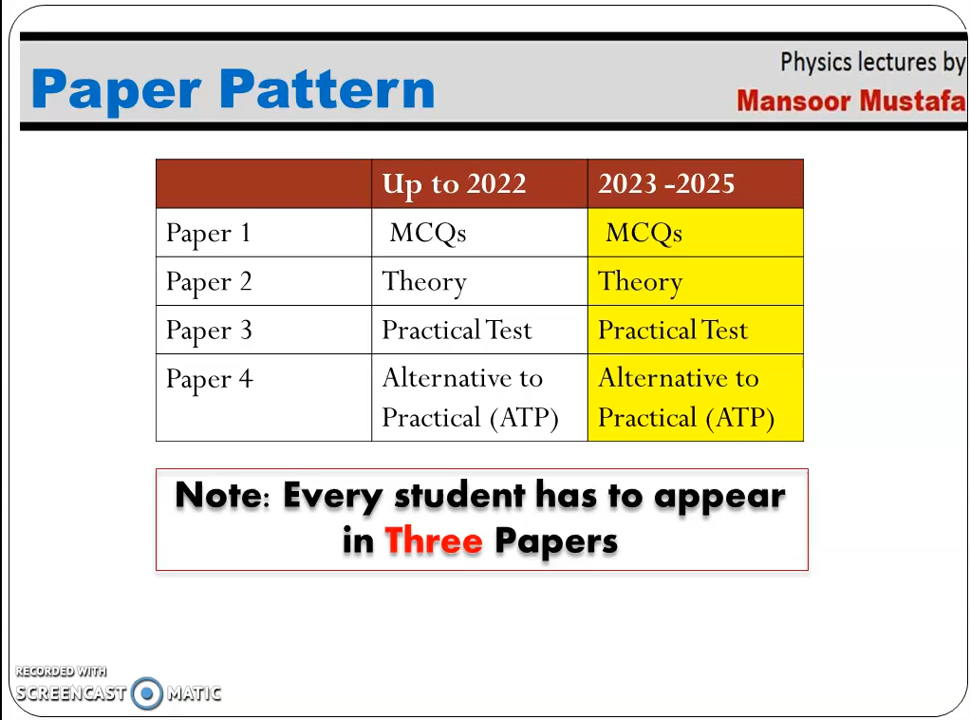 Paper Pattern
Physics lectures by
Mansoor Mustafa
Up to 2022 2023 -2025
Paper 1 MCQs MCQs
Paper 2 Theory Theory
Paper 3 Practical Test Practical Test
Paper 4 Alternative to Alternative to
Practical (ATP) Practical (ATP)
Note: Every student has to appear
in Three Papers
RECORDED WITH
SCREENCAST MATIC